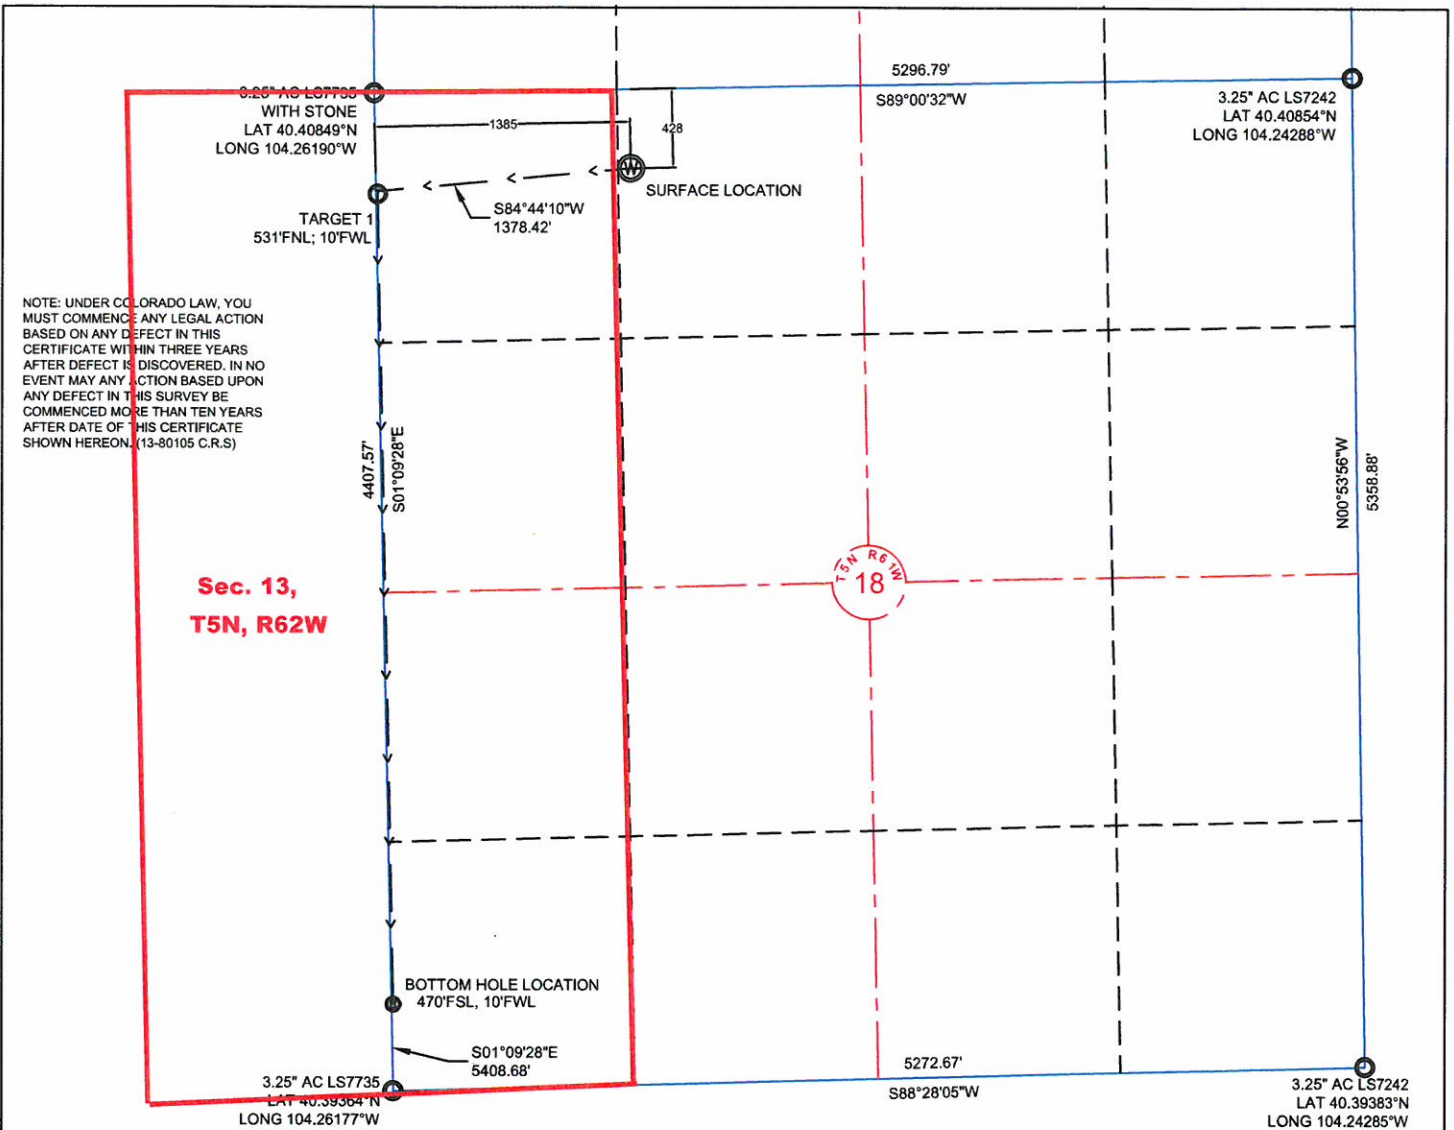 5296.79'
S89°00'32"W
3.25" AC LS7735
WITH STONE
LAT 40.40849°N
LONG 104.26190°W
3.25" AC LS7242
LAT 40.40854°N
LONG 104.24288°W
1385
428
SURFACE LOCATION
S84°44'10"W
1378.42'
TARGET 1
531'FNL; 10'FWL
NOTE: UNDER COLORADO LAW, YOU
MUST COMMENCE ANY LEGAL ACTION
BASED ON ANY DEFECT IN THIS
CERTIFICATE WITHIN THREE YEARS
AFTER DEFECT IS DISCOVERED. IN NO
EVENT MAY ANY ACTION BASED UPON
ANY DEFECT IN THIS SURVEY BE
COMMENCED MORE THAN TEN YEARS
AFTER DATE OF THIS CERTIFICATE
SHOWN HEREON. (13-80105 C.R.S)
4407.57'
S01°09'28"E
N00°53'56"W
5358.88'
W
T5N R61W
18
Sec. 13,
T5N, R62W
BOTTOM HOLE LOCATION
470'FSL, 10'FWL
S01°09'28"E
5408.68'
3.25" AC LS7735
LAT 40.39364°N
LONG 104.26177°W
5272.67'
S88°28'05"W
3.25" AC LS7242
LAT 40.39383°N
LONG 104.24285°W